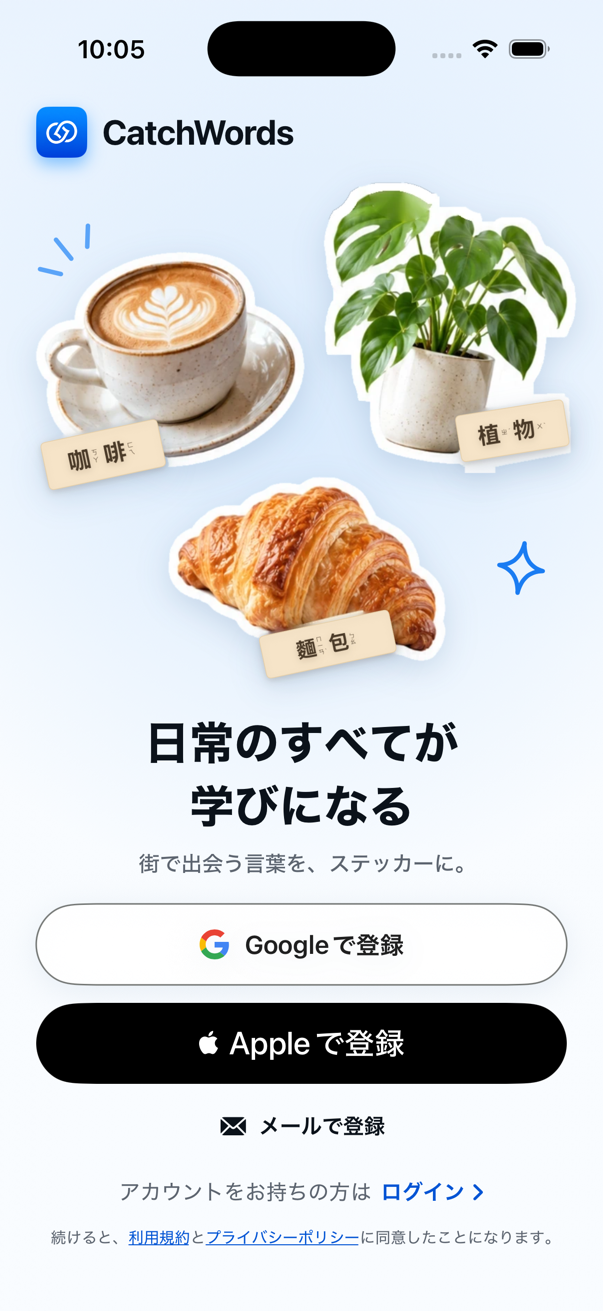 10:05
CatchWords
咖啡
植物
麵包
日常のすべてが
学びになる
街で出会う言葉を、ステッカーに。
Googleで登録
Appleで登録
メールで登録
アカウントをお持ちの方は ログイン
続けると、利用規約とプライバシーポリシーに同意したことになります。